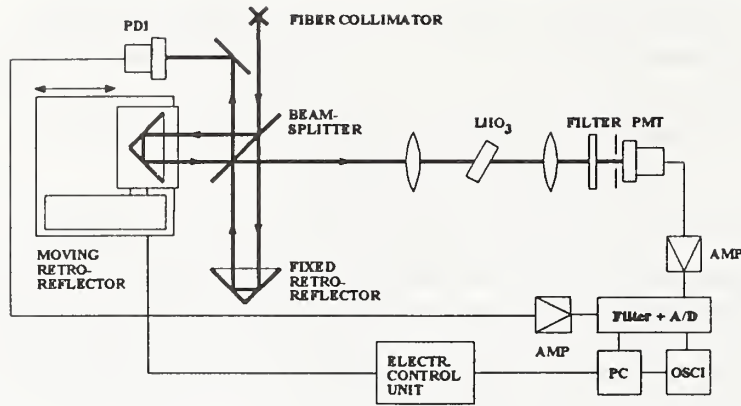 PD1
FIBER COLLIMATOR
BEAM-
SPLITTER
LIIO3
FILTER PMT
MOVING
RETRO-
REFLECTOR
FIXED
RETRO-
REFLECTOR
AMP
AMP
Filter + A/D
ELECTR.
CONTROL
UNIT
PC
OSCI